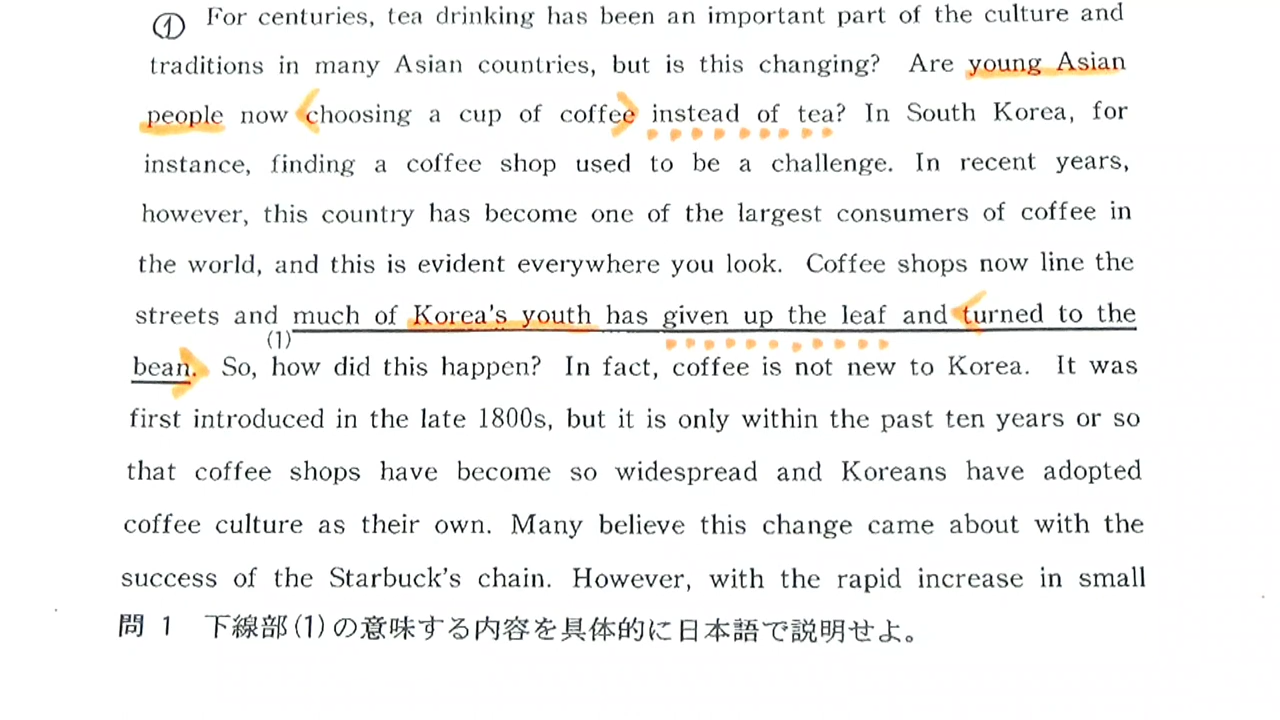 ① For centuries, tea drinking has been an important part of the culture and
traditions in many Asian countries, but is this changing? Are young Asian
people now choosing a cup of coffee instead of tea? In South Korea, for
instance, finding a coffee shop used to be a challenge. In recent years,
however, this country has become one of the largest consumers of coffee in
the world, and this is evident everywhere you look. Coffee shops now line the
streets and much of Korea's youth has given up the leaf and turned to the
(1)
bean. So, how did this happen? In fact, coffee is not new to Korea. It was
first introduced in the late 1800s, but it is only within the past ten years or so
that coffee shops have become so widespread and Koreans have adopted
coffee culture as their own. Many believe this change came about with the
success of the Starbuck's chain. However, with the rapid increase in small
問 1 下線部(1)の意味する内容を具体的に日本語で説明せよ。